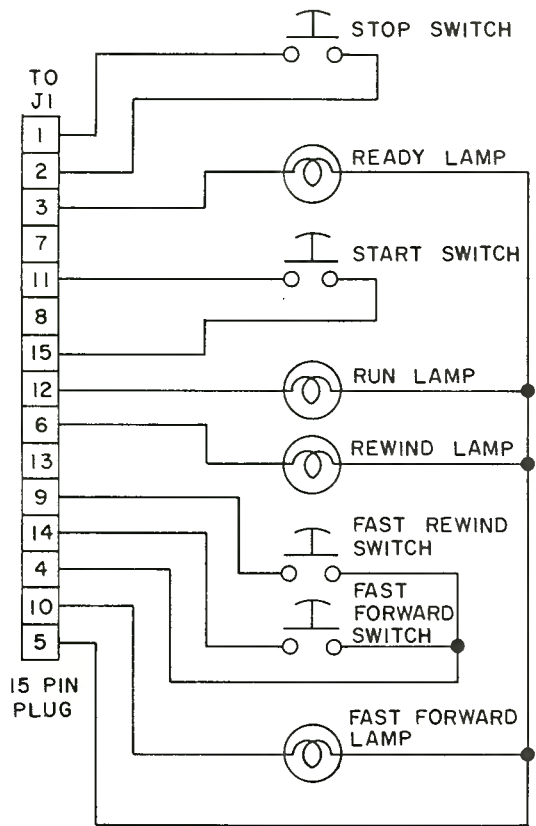 STOP SWITCH
TO
J1
1
2
READY LAMP
3
7
START SWITCH
11
8
15
RUN LAMP
12
6
REWIND LAMP
13
9
FAST REWIND
SWITCH
14
4
FAST
FORWARD
SWITCH
10
5
15 PIN
PLUG
FAST FORWARD
LAMP